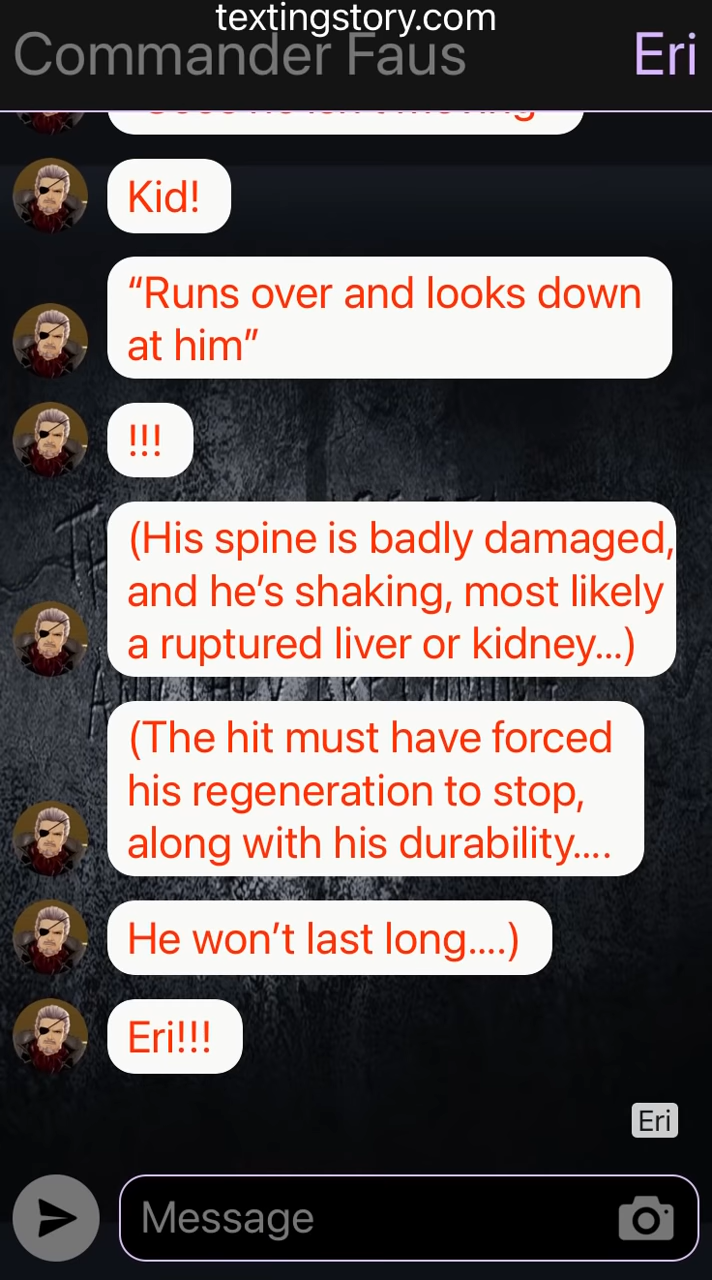 textingstory.com
Commander Faus
Eri
Kid!
“Runs over and looks down
at him”
!!!
(His spine is badly damaged,
and he’s shaking, most likely
a ruptured liver or kidney...)
(The hit must have forced
his regeneration to stop,
along with his durability....
He won’t last long....)
Eri!!!
Eri
Message